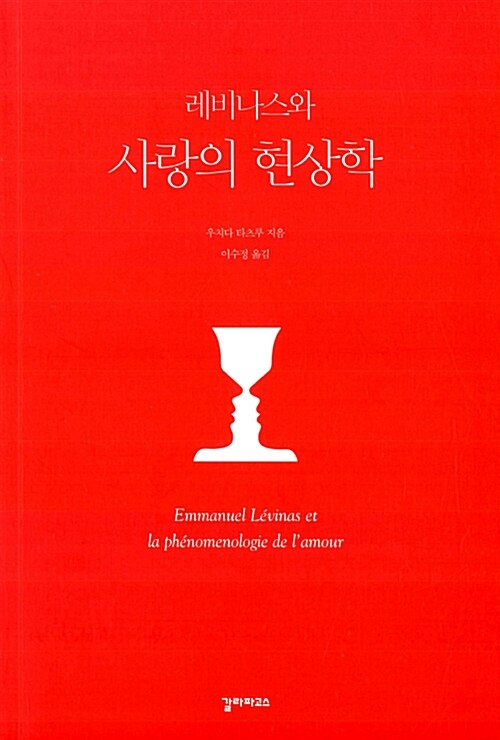 레비나스와
사랑의 현상학
우치다 타츠루 지음
이수정 옮김
Emmanuel Lévinas et
la phénomenologie de l'amour
갈라파고스